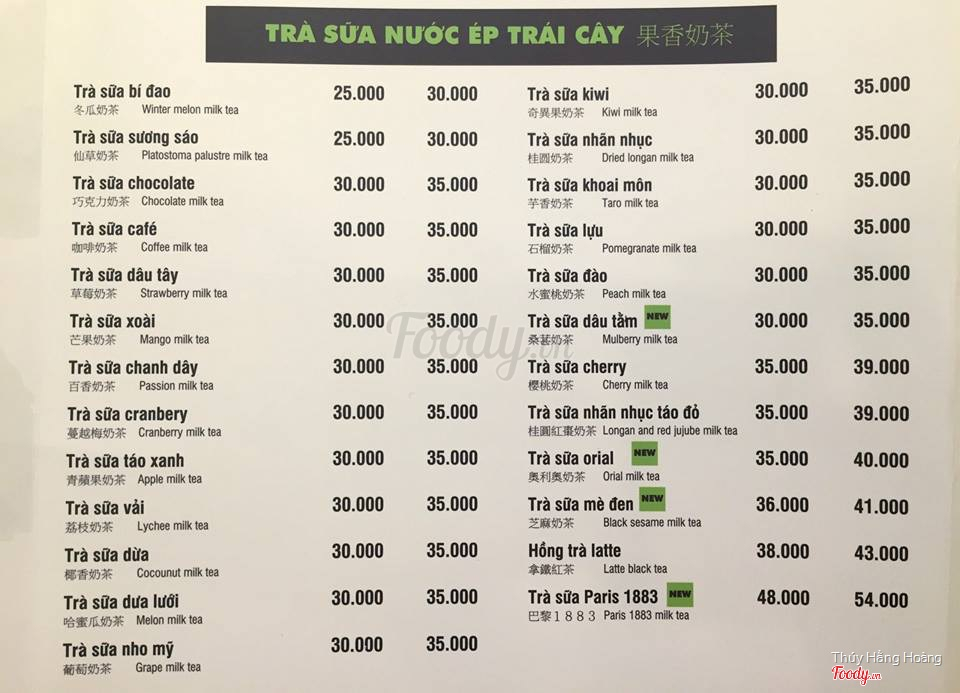 TRÀ SỮA NƯỚC ÉP TRÁI CÂY 果香奶茶
Trà sữa bí đao 25.000 30.000
冬瓜奶茶 Winter melon milk tea
Trà sữa sương sáo 25.000 30.000
仙草奶茶 Platostoma palustre milk tea
Trà sữa chocolate 30.000 35.000
巧克力奶茶 Chocolate milk tea
Trà sữa café 30.000 35.000
咖啡奶茶 Coffee milk tea
Trà sữa dâu tây 30.000 35.000
草莓奶茶 Strawberry milk tea
Trà sữa xoài 30.000 35.000
芒果奶茶 Mango milk tea
Trà sữa chanh dây 30.000 35.000
百香奶茶 Passion milk tea
Trà sữa cranbery 30.000 35.000
蔓越梅奶茶 Cranberry milk tea
Trà sữa táo xanh 30.000 35.000
青蘋果奶茶 Apple milk tea
Trà sữa vải 30.000 35.000
荔枝奶茶 Lychee milk tea
Trà sữa dừa 30.000 35.000
椰香奶茶 Cocounut milk tea
Trà sữa dưa lưới 30.000 35.000
哈蜜瓜奶茶 Melon milk tea
Trà sữa nho mỹ 30.000 35.000
葡萄奶茶 Grape milk tea
Trà sữa kiwi 30.000 35.000
奇異果奶茶 Kiwi milk tea
Trà sữa nhãn nhục 30.000 35.000
桂圓奶茶 Dried longan milk tea
Trà sữa khoai môn 30.000 35.000
芋香奶茶 Taro milk tea
Trà sữa lựu 30.000 35.000
石榴奶茶 Pomegranate milk tea
Trà sữa đào 30.000 35.000
水蜜桃奶茶 Peach milk tea
Trà sữa dâu tằm NEW 30.000 35.000
桑葚奶茶 Mulberry milk tea
Trà sữa cherry 35.000 39.000
櫻桃奶茶 Cherry milk tea
Trà sữa nhãn nhục táo đỏ 35.000 39.000
桂圓紅棗奶茶 Longan and red jujube milk tea
Trà sữa orial NEW 35.000 40.000
奧利奧奶茶 Orial milk tea
Trà sữa mè đen NEW 36.000 41.000
芝麻奶茶 Black sesame milk tea
Hồng trà latte 38.000 43.000
拿鐵紅茶 Latte black tea
Trà sữa Paris 1883 NEW 48.000 54.000
巴黎１８８３ Paris 1883 milk tea
Foody.vn
Thúy Hằng Hoàng
Foody.vn